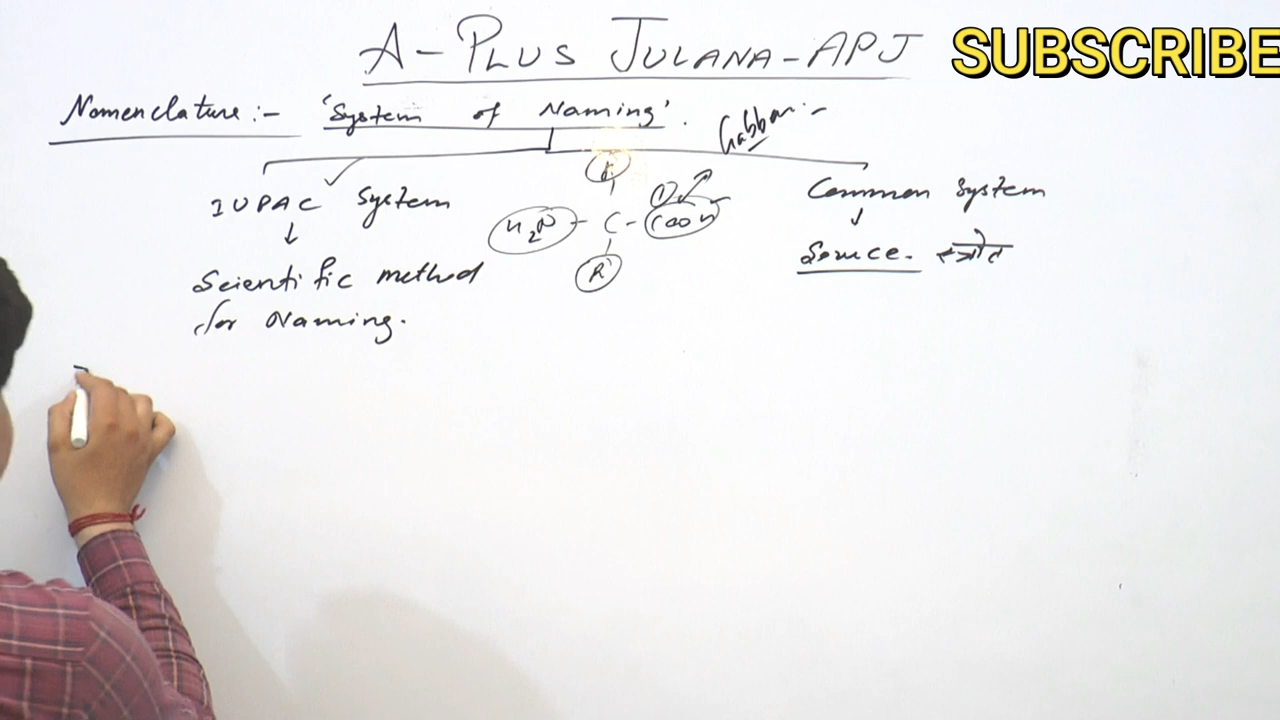 A - PLUS JULANA - APJ
SUBSCRIBE
Nomenclature :- 'System of Naming'.
Gabbar :-
IUPAC System
Common System
H2N - C - COOH
R
Source. स्त्रोत
Scientific method
for Naming.